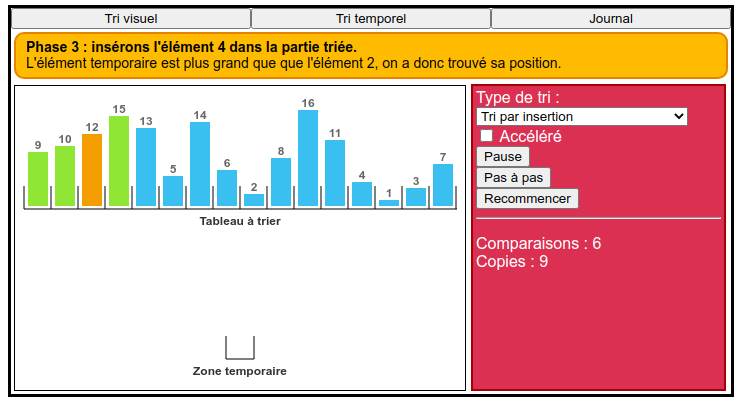 Tri visuel Tri temporel Journal
Phase 3 : insérons l'élément 4 dans la partie triée.
L'élément temporaire est plus grand que que l'élément 2, on a donc trouvé sa position.
9 10 12 15 13 5 14 6 2 8 16 11 4 1 3 7
Tableau à trier
Zone temporaire
Type de tri :
Tri par insertion
Accéléré
Pause
Pas à pas
Recommencer
Comparaisons : 6
Copies : 9